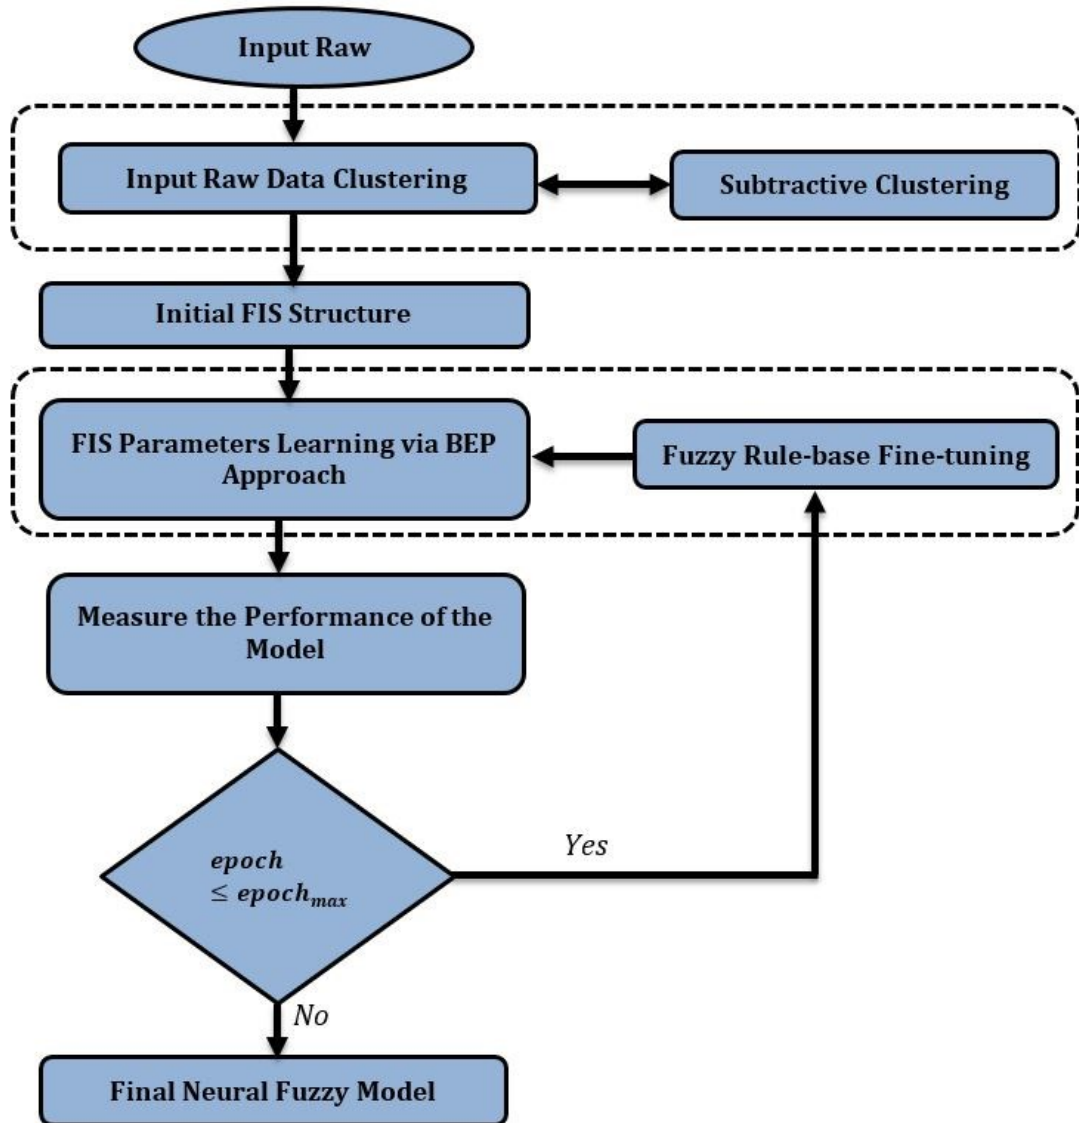 Input Raw
Input Raw Data Clustering
Subtractive Clustering
Initial FIS Structure
FIS Parameters Learning via BEP
Approach
Fuzzy Rule-base Fine-tuning
Measure the Performance of the
Model
epoch
≤ epoch_max
Yes
No
Final Neural Fuzzy Model